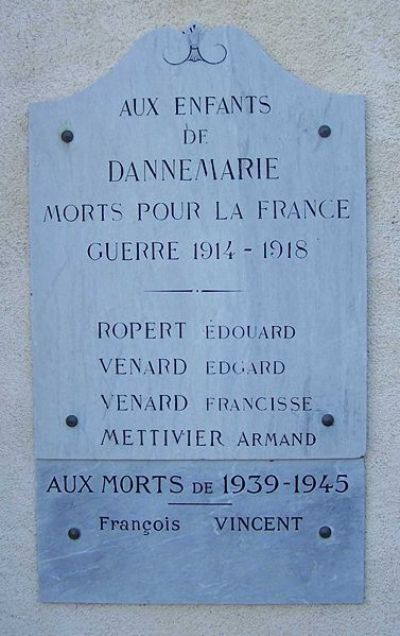 AUX ENFANTS
DE
DANNEMARIE
MORTS POUR LA FRANCE
GUERRE 1914 - 1918
ROPERT ÉDOUARD
VENARD EDGARD
VENARD FRANCISSE
METTIVIER ARMAND
AUX MORTS DE 1939-1945
François VINCENT